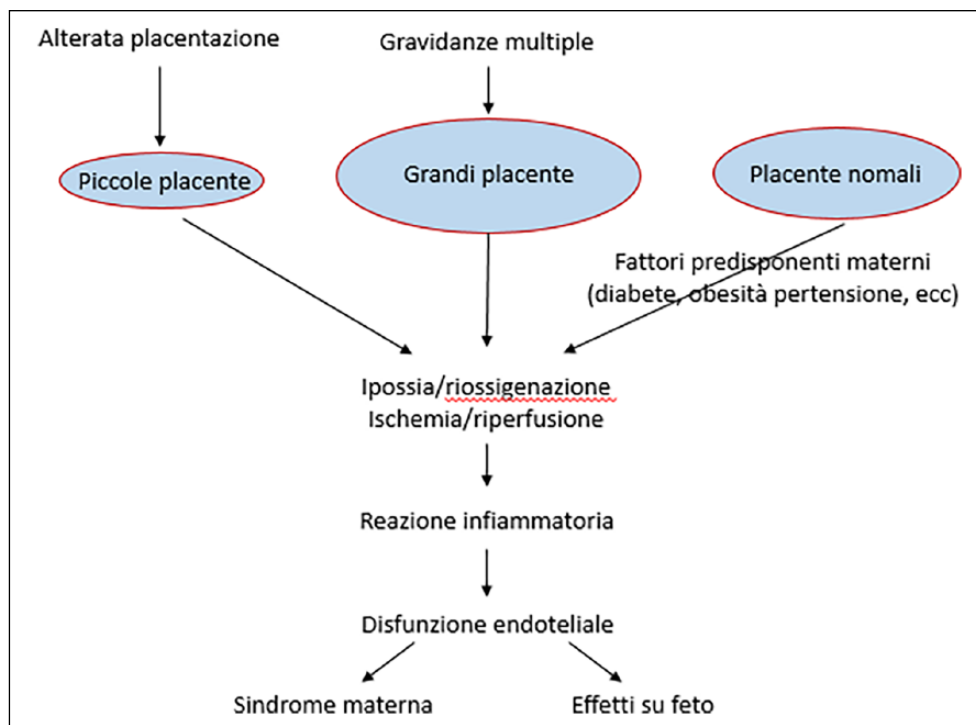 Alterata placentazione
Gravidanze multiple
Piccole placente
Grandi placente
Placente nomali
Fattori predisponenti materni
(diabete, obesità pertensione, ecc)
Ipossia/riossigenazione
Ischemia/riperfusione
Reazione infiammatoria
Disfunzione endoteliale
Sindrome materna
Effetti su feto